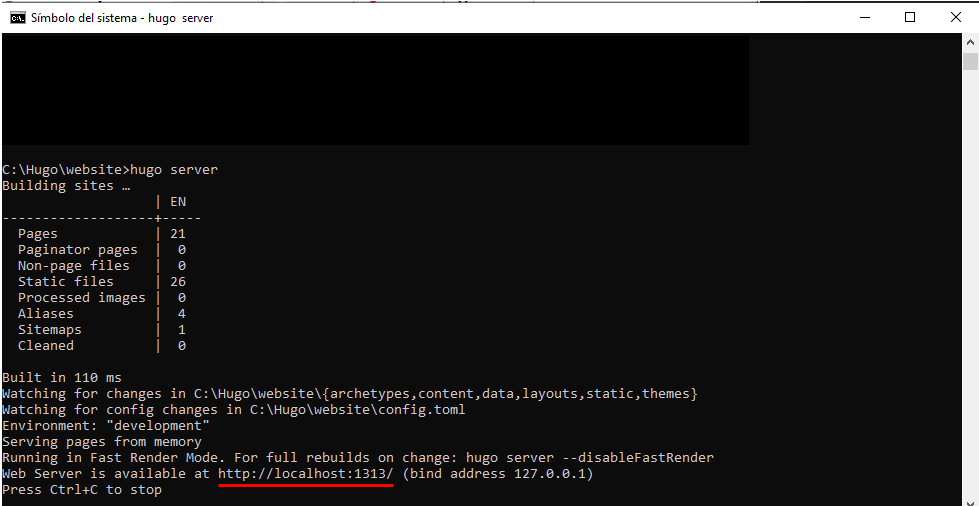 Símbolo del sistema - hugo  server
C:\Hugo\website>hugo server
Building sites …
                   | EN
-------------------+-----
  Pages            | 21
  Paginator pages  |  0
  Non-page files   |  0
  Static files     | 26
  Processed images |  0
  Aliases          |  4
  Sitemaps         |  1
  Cleaned          |  0
Built in 110 ms
Watching for changes in C:\Hugo\website\{archetypes,content,data,layouts,static,themes}
Watching for config changes in C:\Hugo\website\config.toml
Environment: "development"
Serving pages from memory
Running in Fast Render Mode. For full rebuilds on change: hugo server --disableFastRender
Web Server is available at http://localhost:1313/ (bind address 127.0.0.1)
Press Ctrl+C to stop